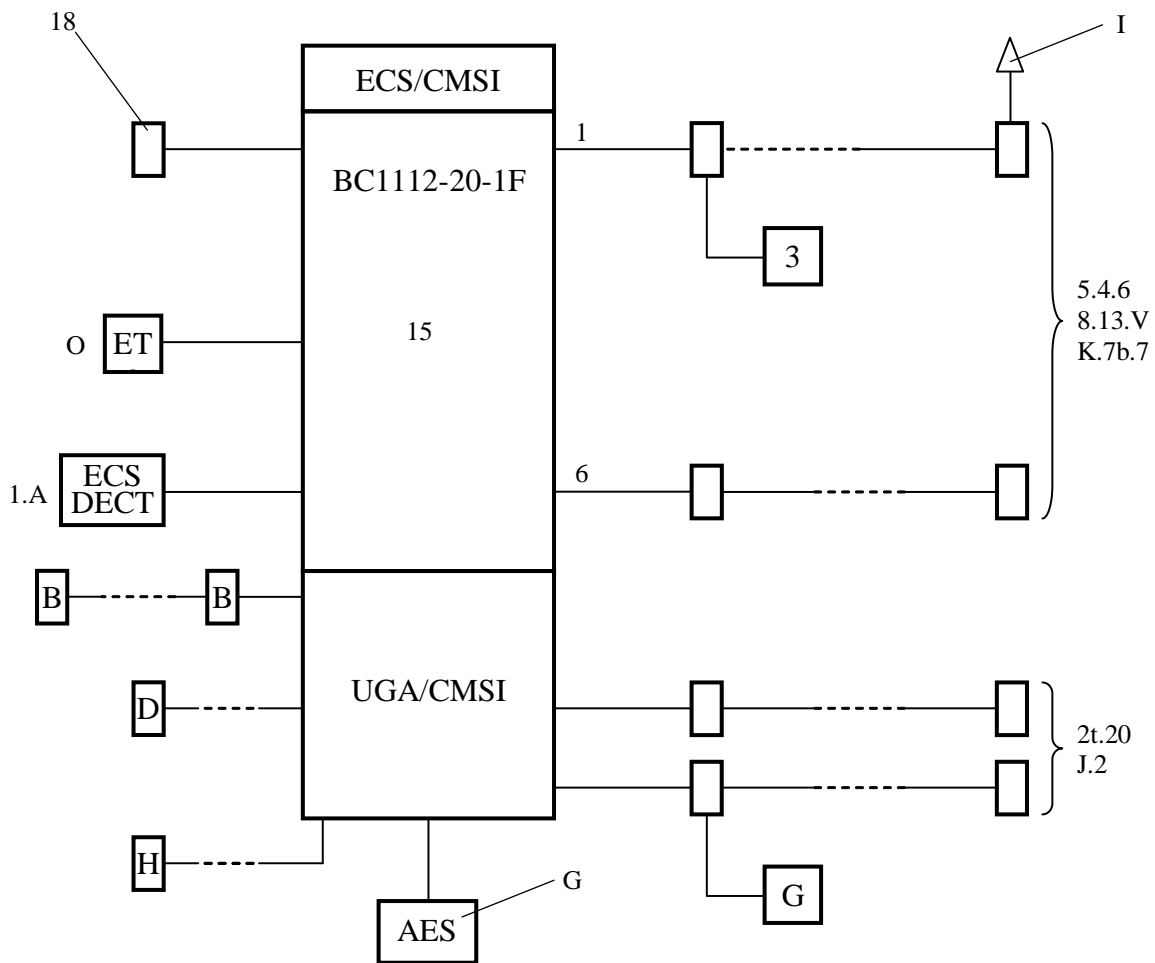 18
I
ECS/CMSI
1
BC1112-20-1F
3
5.4.6
8.13.V
K.7b.7
15
O
ET
1.A
ECS
DECT
6
B
B
UGA/CMSI
D
2t.20
J.2
H
G
G
AES